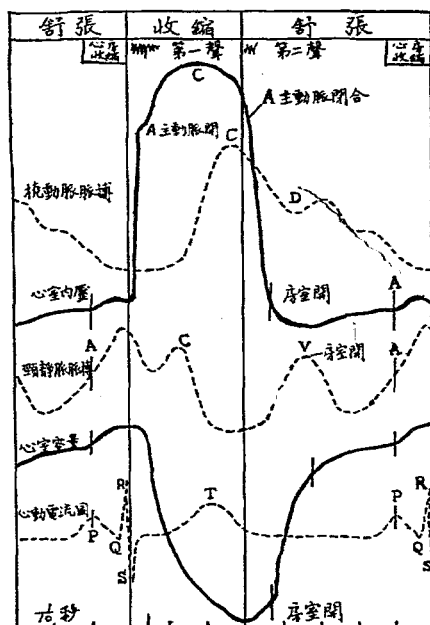 舒張 收縮 舒張
心房收縮 第一聲 第二聲 心房收縮
C
A主動脈閉合
A主動脈開
C
桡動脈脈搏
D
心室內壓
房室開
A
頸靜脈脈搏
A
C
V
房室開
A
心室容量
R
T
P
R
心動電流圖
P
Q
S
Q
S
房室開